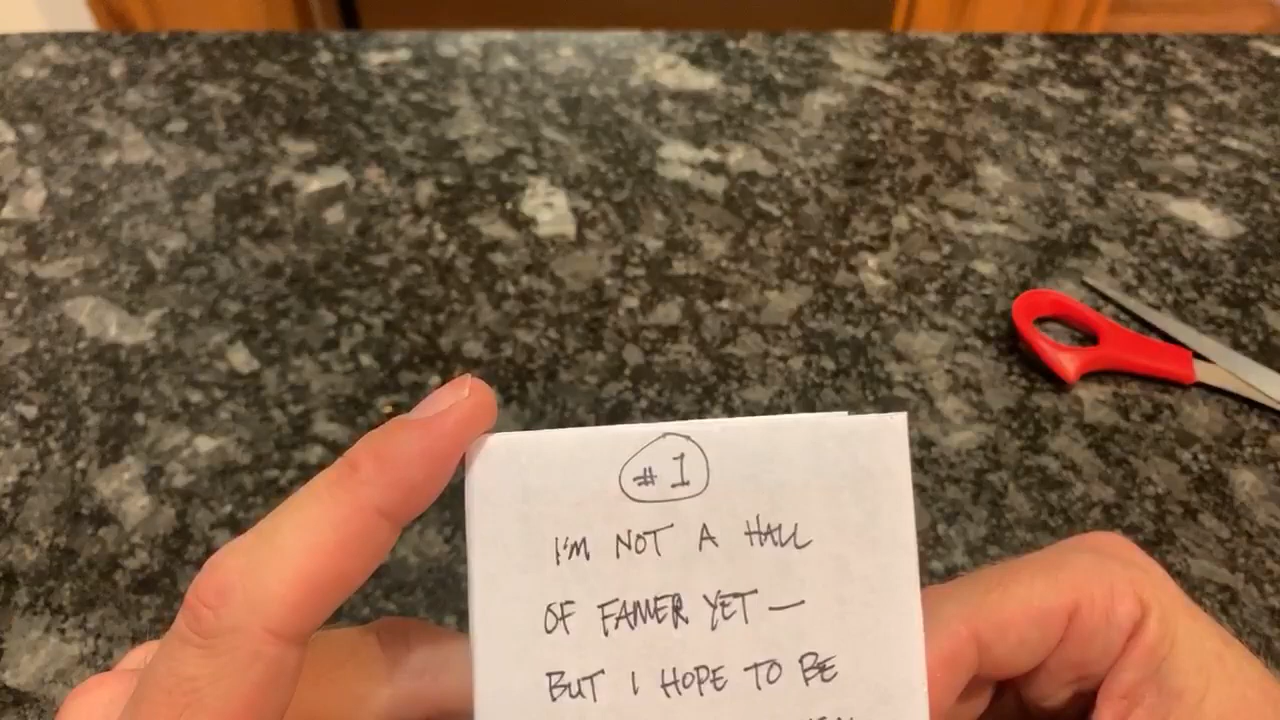 #1
I'M NOT A HALL
OF FAMER YET —
BUT I HOPE TO BE